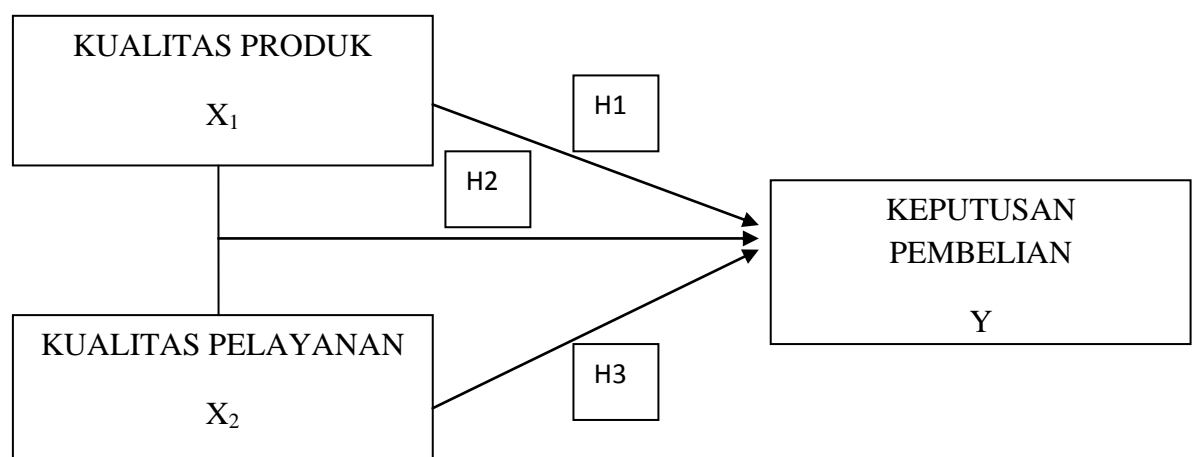 KUALITAS PRODUK
X₁
H1
H2
KEPUTUSAN
PEMBELIAN
Y
KUALITAS PELAYANAN
X₂
H3